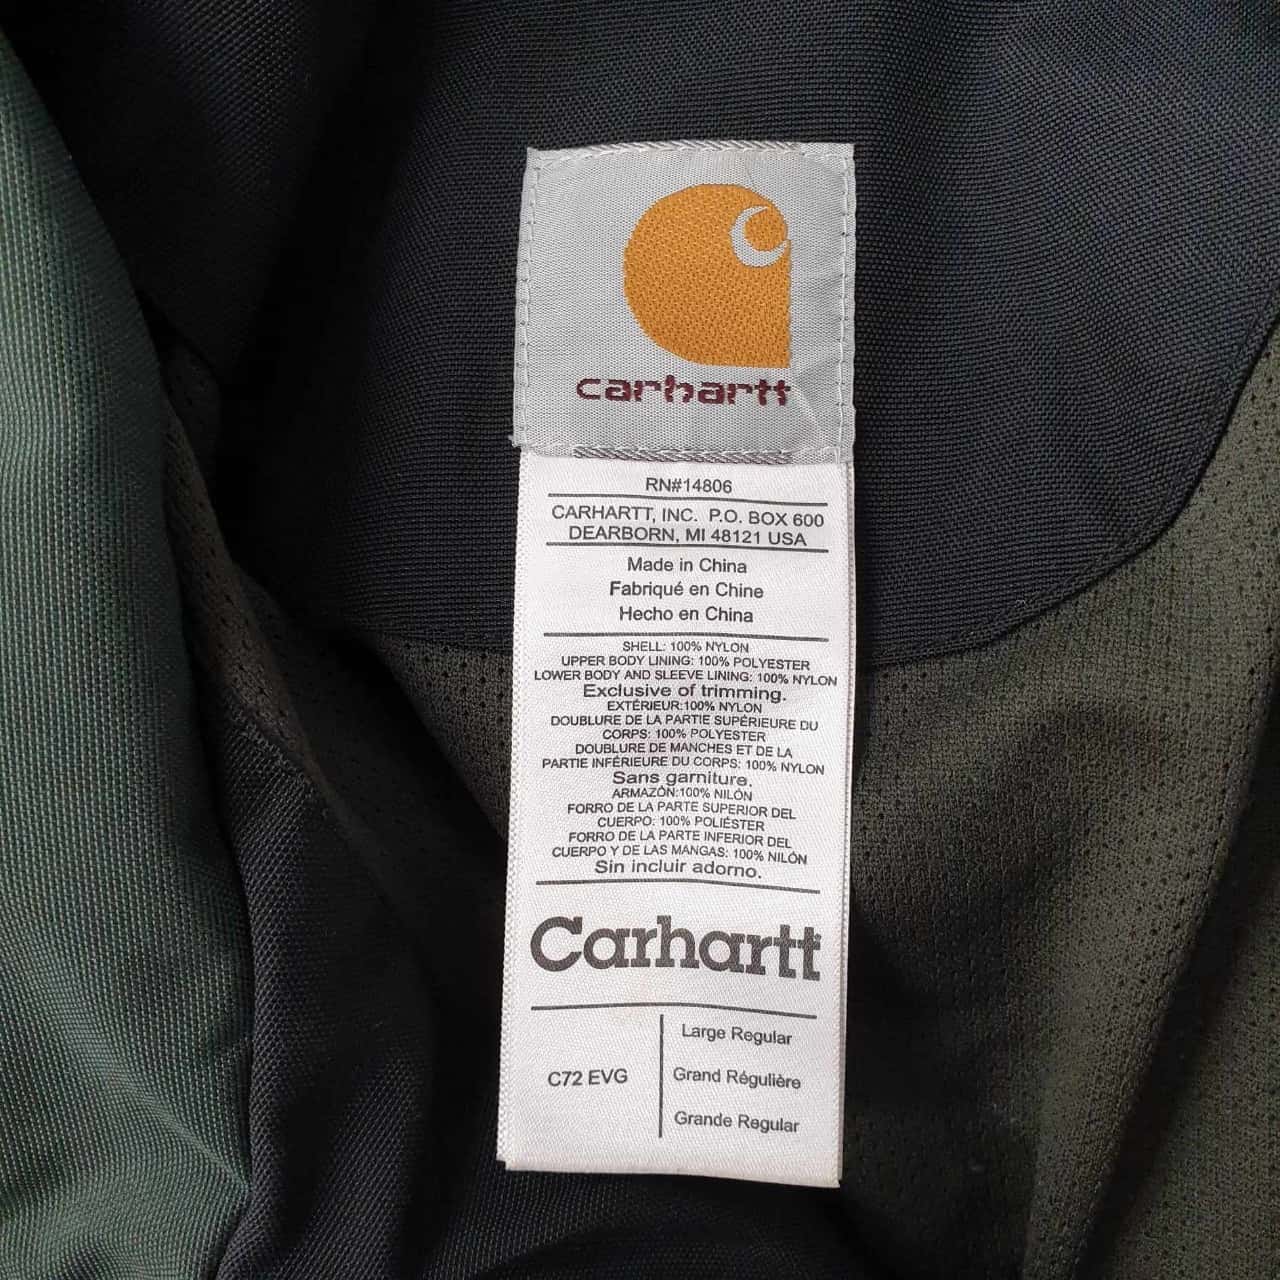 carhartt
RN#14806
CARHARTT, INC. P.O. BOX 600
DEARBORN, MI 48121 USA
Made in China
Fabriqué en Chine
Hecho en China
SHELL: 100% NYLON
UPPER BODY LINING: 100% POLYESTER
LOWER BODY AND SLEEVE LINING: 100% NYLON
Exclusive of trimming.
EXTÉRIEUR:100% NYLON
DOUBLURE DE LA PARTIE SUPÉRIEURE DU
CORPS: 100% POLYESTER
DOUBLURE DE MANCHES ET DE LA
PARTIE INFÉRIEURE DU CORPS: 100% NYLON
Sans garniture.
ARMAZÓN:100% NILÓN
FORRO DE LA PARTE SUPERIOR DEL
CUERPO: 100% POLIÉSTER
FORRO DE LA PARTE INFERIOR DEL
CUERPO Y DE LAS MANGAS: 100% NILÓN
Sin incluir adorno.
Carhartt
C72 EVG
Large Regular
Grand Régulière
Grande Regular